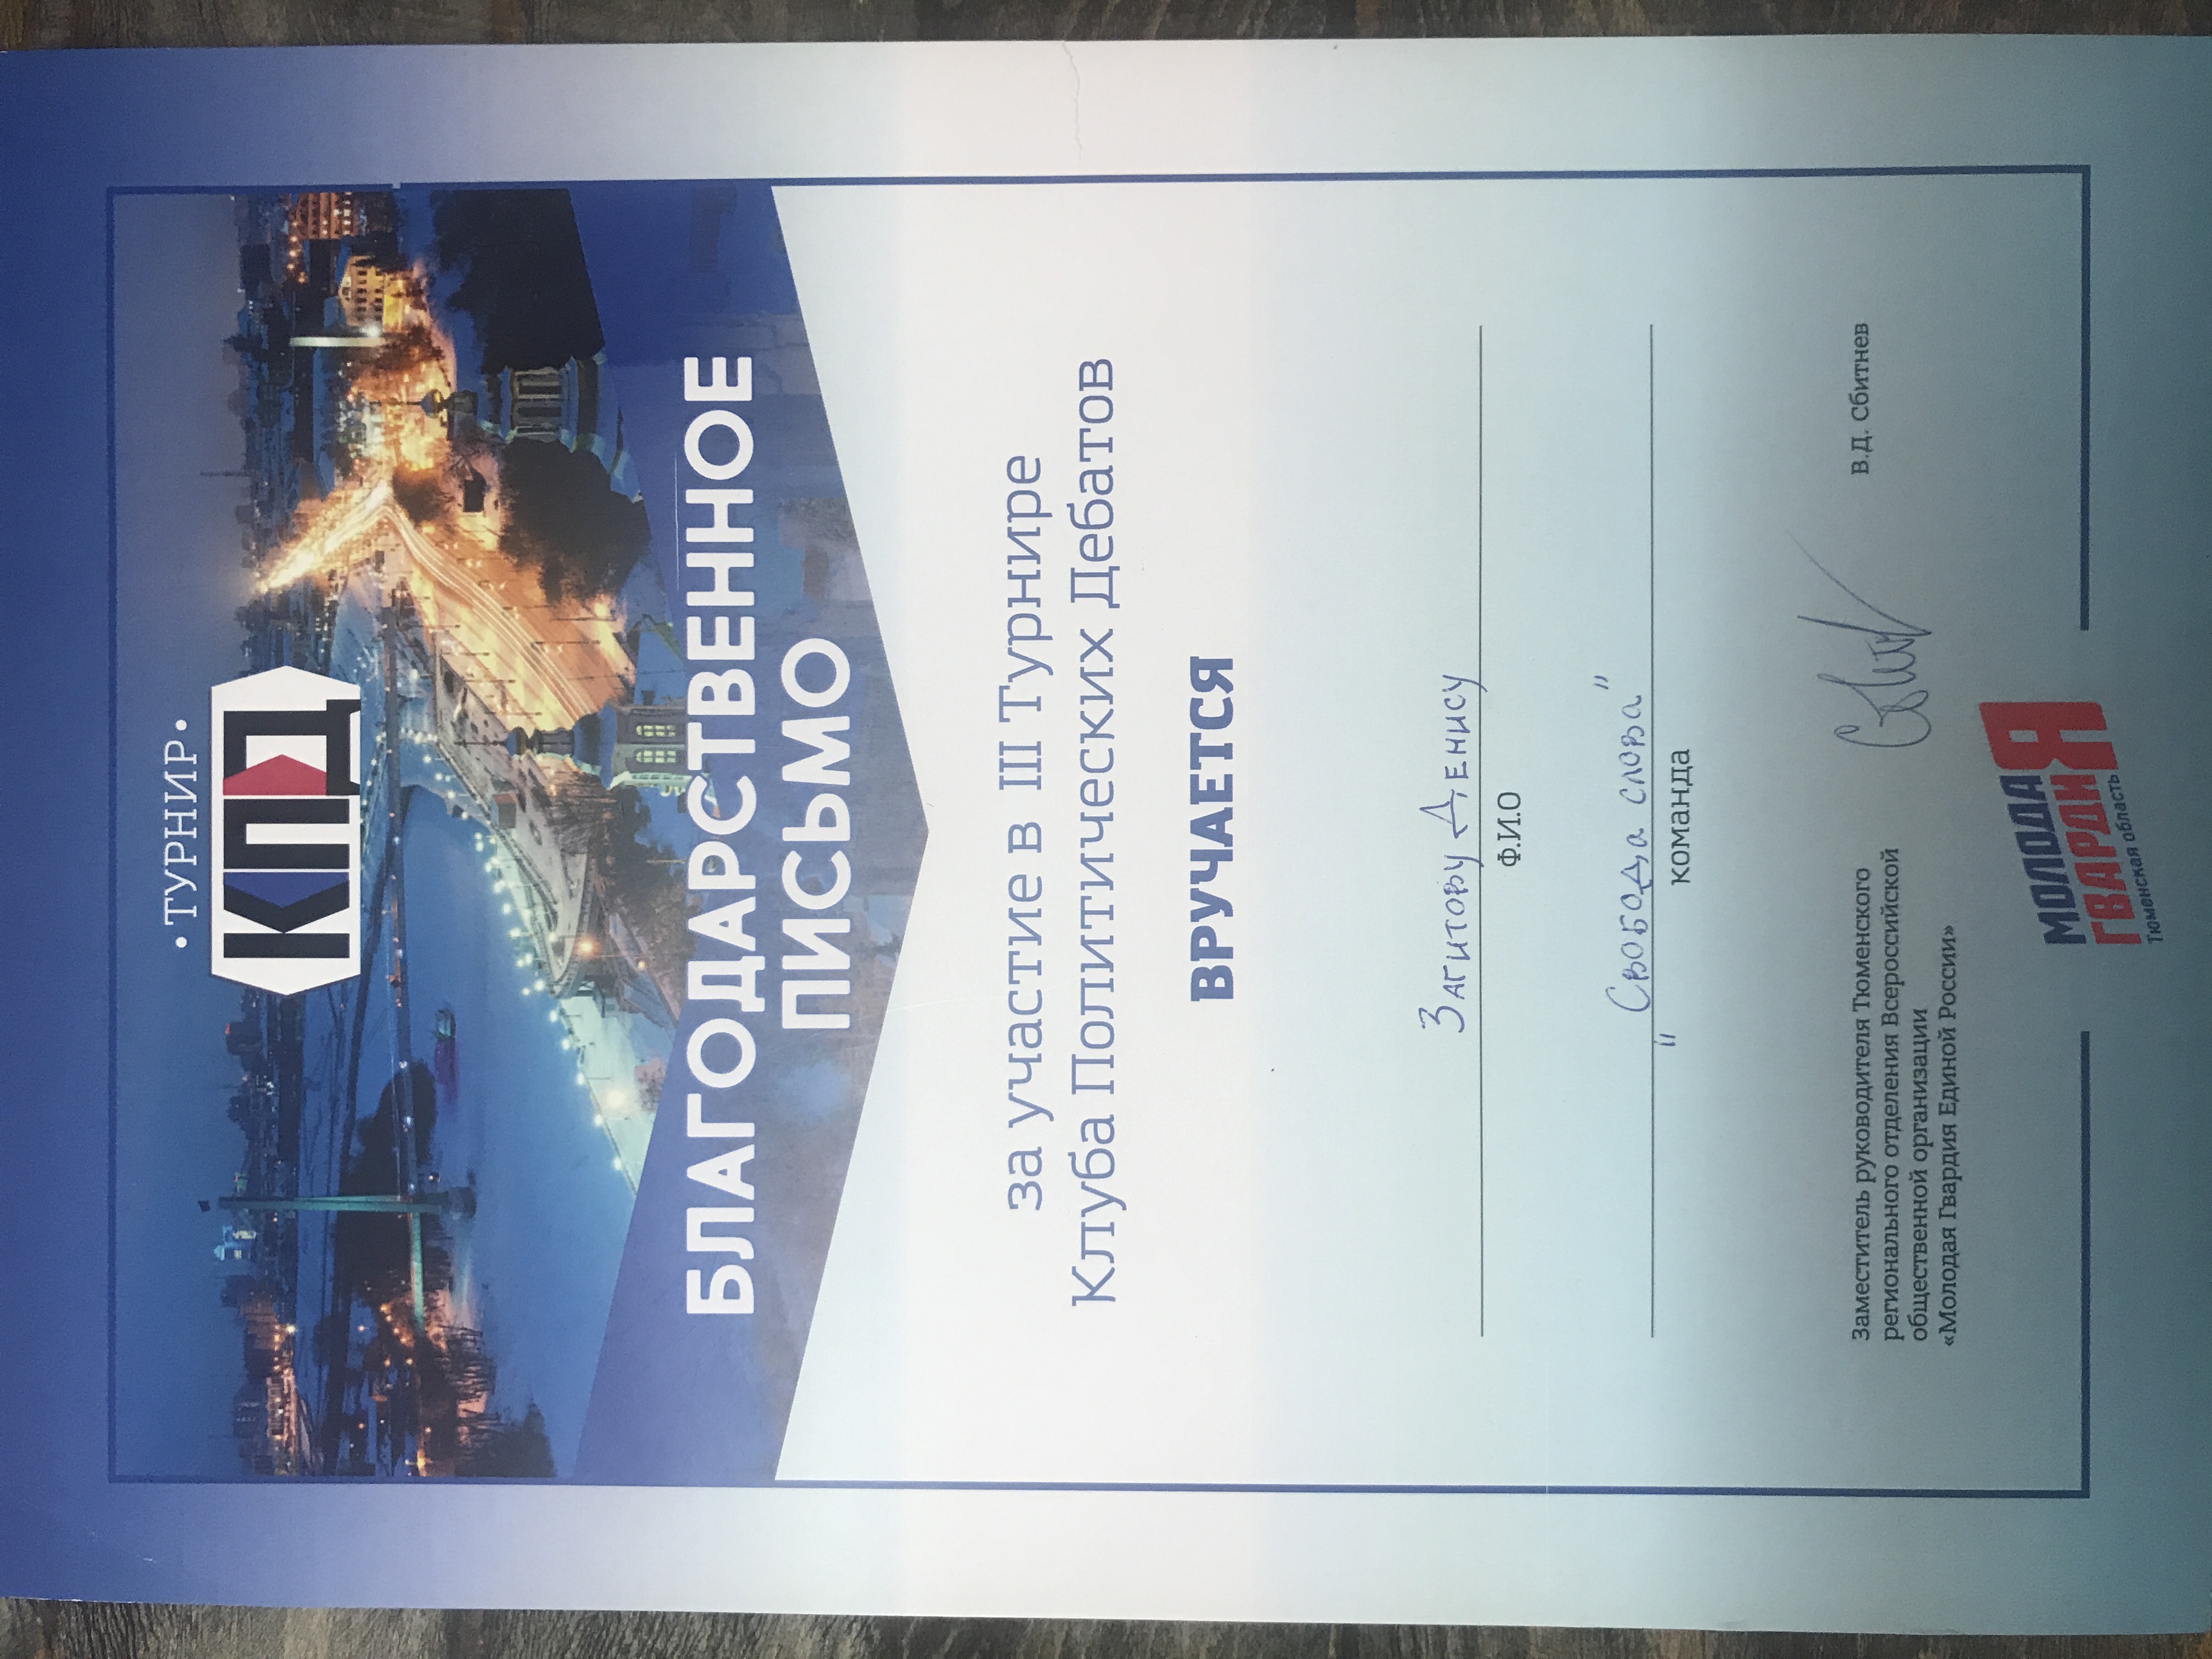 • ТУРНИР •
КПД
БЛАГОДАРСТВЕННОЕ
ПИСЬМО
за участие в III Турнире
Клуба Политических Дебатов
ВРУЧАЕТСЯ
Загитову Денису
Ф.И.О
"Свобода слова"
команда
Заместитель руководителя Тюменского
регионального отделения Всероссийской
общественной организации
«Молодая Гвардия Единой России»
В.Д. Сбитнев
МОЛОДАЯ
ГВАРДИЯ
Тюменская область